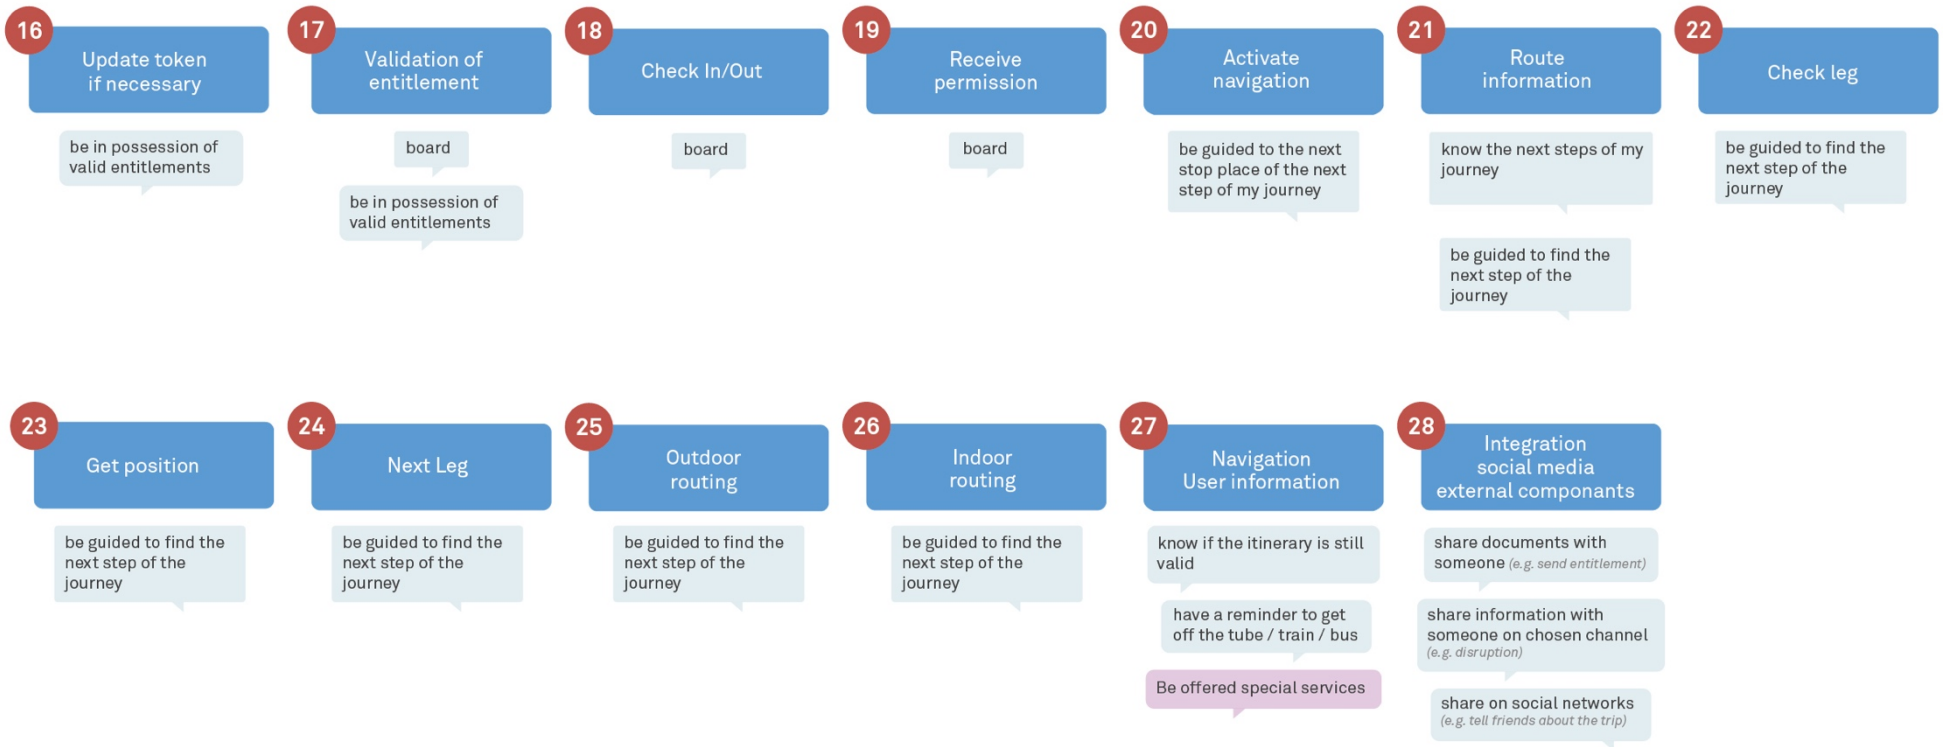 16
Update token
if necessary
be in possession of
valid entitlements
17
Validation of
entitlement
board
be in possession of
valid entitlements
18
Check In/Out
board
19
Receive
permission
board
20
Activate
navigation
be guided to the next
stop place of the next
step of my journey
21
Route
information
know the next steps of my
journey
be guided to find the
next step of the
journey
22
Check leg
be guided to find the
next step of the
journey
23
Get position
be guided to find the
next step of the
journey
24
Next Leg
be guided to find the
next step of the
journey
25
Outdoor
routing
be guided to find the
next step of the
journey
26
Indoor
routing
be guided to find the
next step of the
journey
27
Navigation
User information
know if the itinerary is still
valid
have a reminder to get
off the tube / train / bus
Be offered special services
28
Integration
social media
external componants
share documents with
someone (e.g. send entitlement)
share information with
someone on chosen channel
(e.g. disruption)
share on social networks
(e.g. tell friends about the trip)